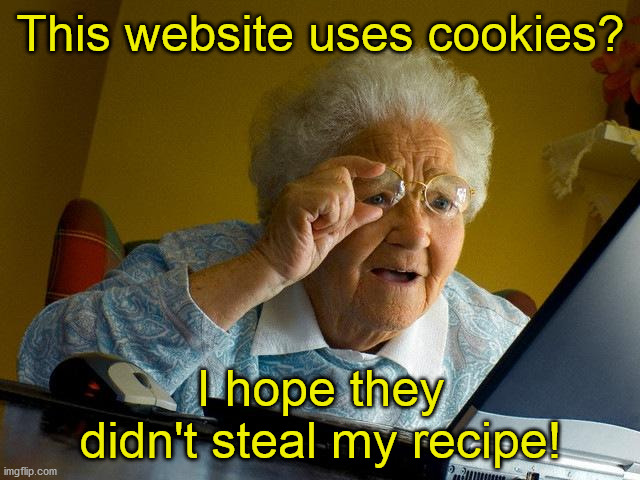 This website uses cookies?
I hope they
didn't steal my recipe!
imgflip.com